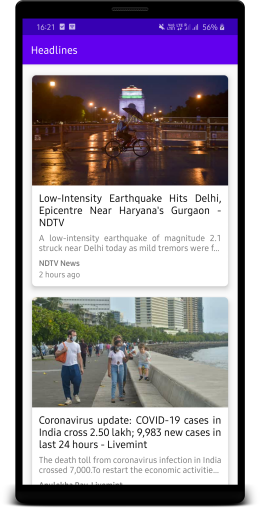 16:21
56%
Headlines
Low-Intensity Earthquake Hits Delhi,
Epicentre Near Haryana's Gurgaon -
NDTV
A low-intensity earthquake of magnitude 2.1
struck near Delhi today as mild tremors were f...
NDTV News
2 hours ago
Coronavirus update: COVID-19 cases in
India cross 2.50 lakh; 9,983 new cases in
last 24 hours - Livemint
The death toll from coronavirus infection in India
crossed 7,000.To restart the economic activitie...